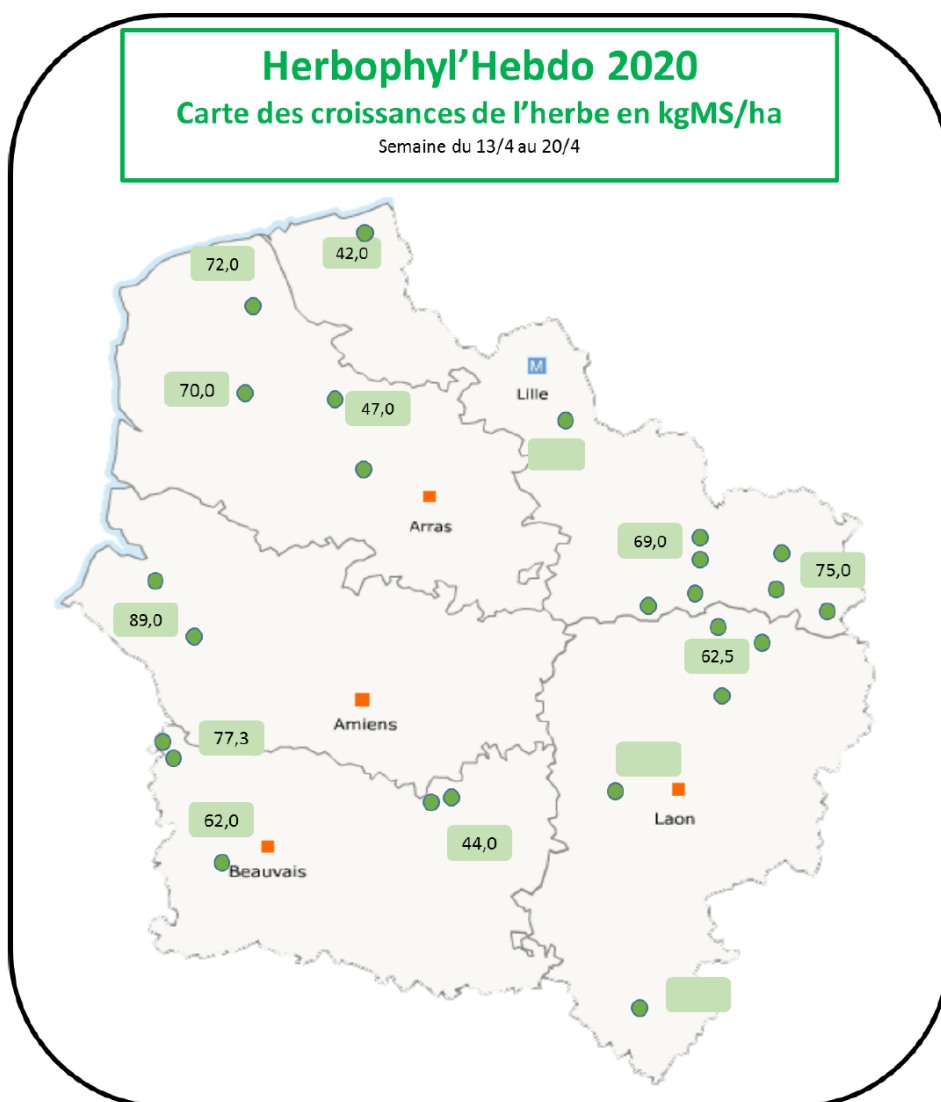 Herbophyl'Hebdo 2020
Carte des croissances de l'herbe en kgMS/ha
Semaine du 13/4 au 20/4
42,0
72,0
M
Lille
70,0
47,0
Arras
69,0
75,0
89,0
62,5
Amiens
77,3
62,0
Laon
44,0
Beauvais